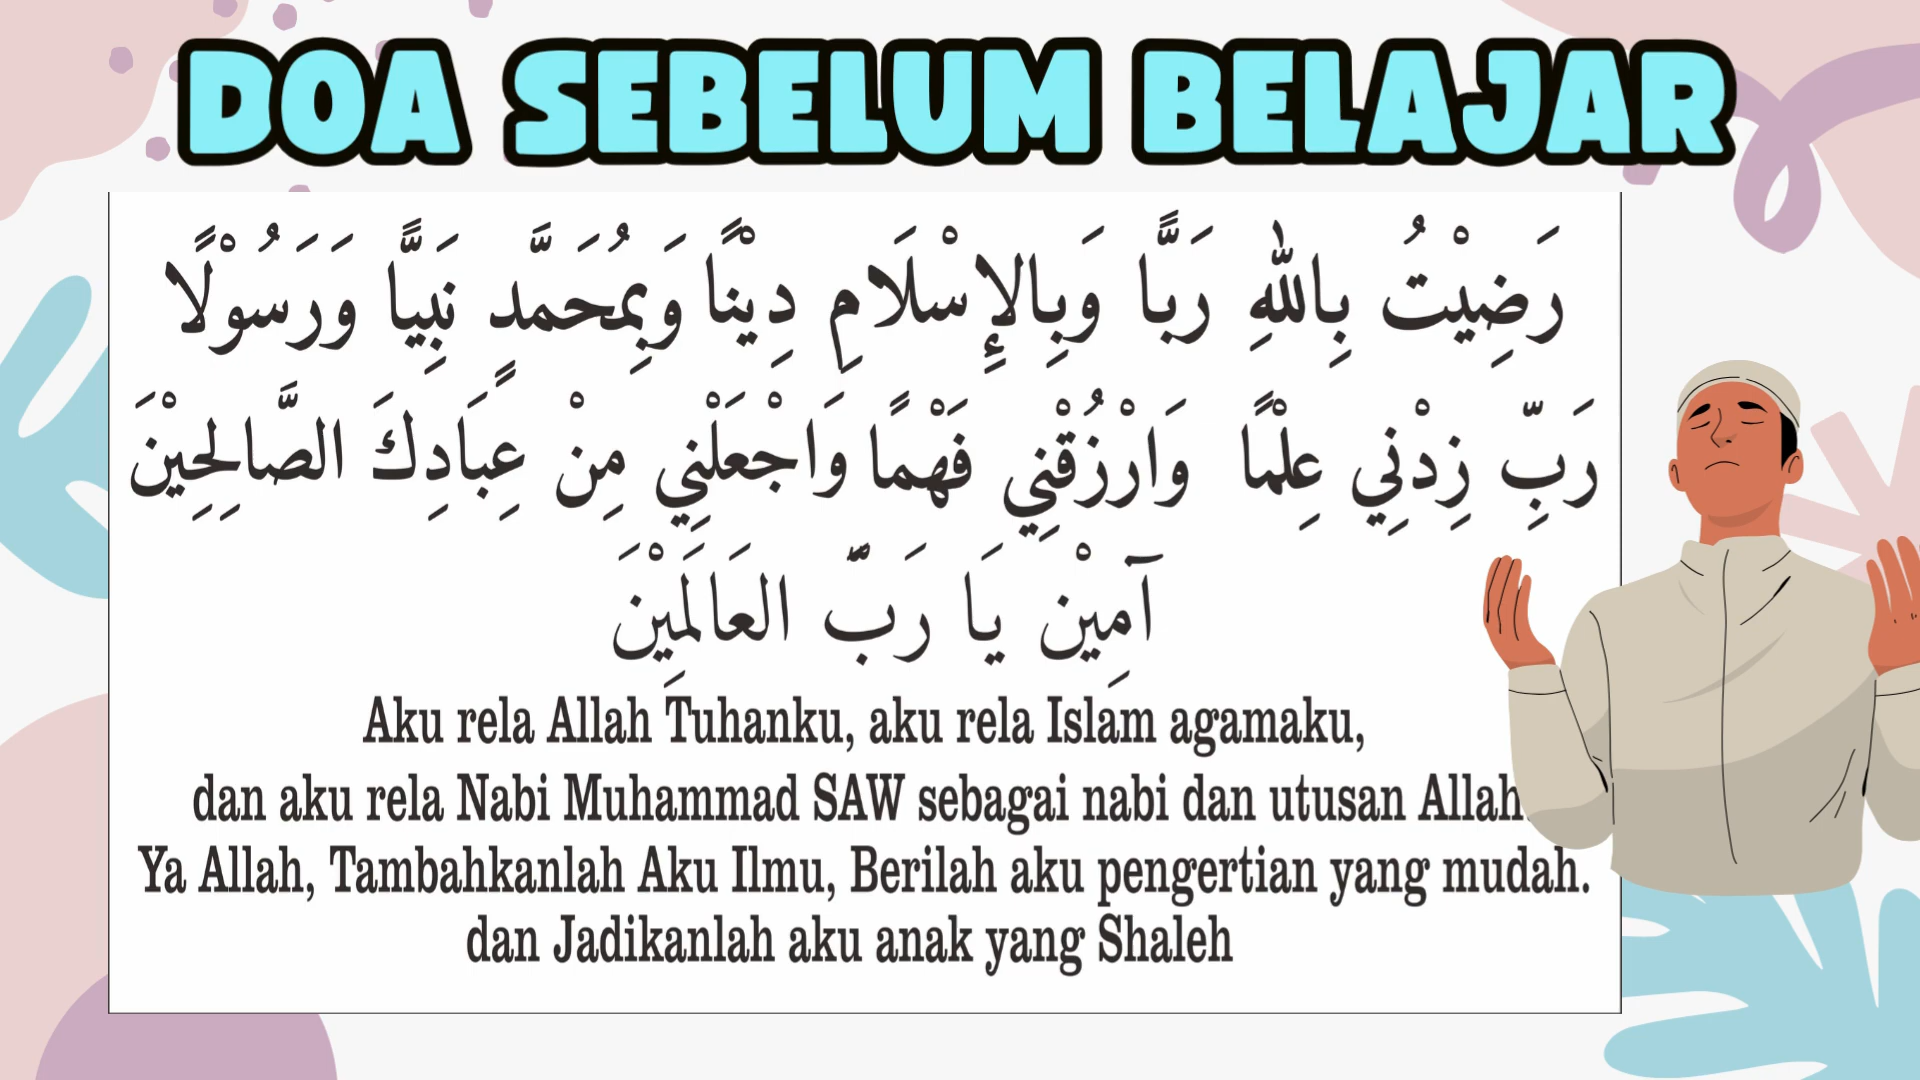 DOA SEBELUM BELAJAR
رَضِيْتُ بِاللهِ رَبًّا وَبِالإِسْلَامِ دِيْنًا وَبِمُحَمَّدٍ نَبِيًّا وَرَسُوْلًا
رَبِّ زِدْنِي عِلْمًا وَارْزُقْنِي فَهْمًا وَاجْعَلْنِي مِنْ عِبَادِكَ الصَّالِحِيْنَ
آمِيْن يَا رَبَّ العَالَمِيْنَ
Aku rela Allah Tuhanku, aku rela Islam agamaku,
dan aku rela Nabi Muhammad SAW sebagai nabi dan utusan Allah.
Ya Allah, Tambahkanlah Aku Ilmu, Berilah aku pengertian yang mudah.
dan Jadikanlah aku anak yang Shaleh